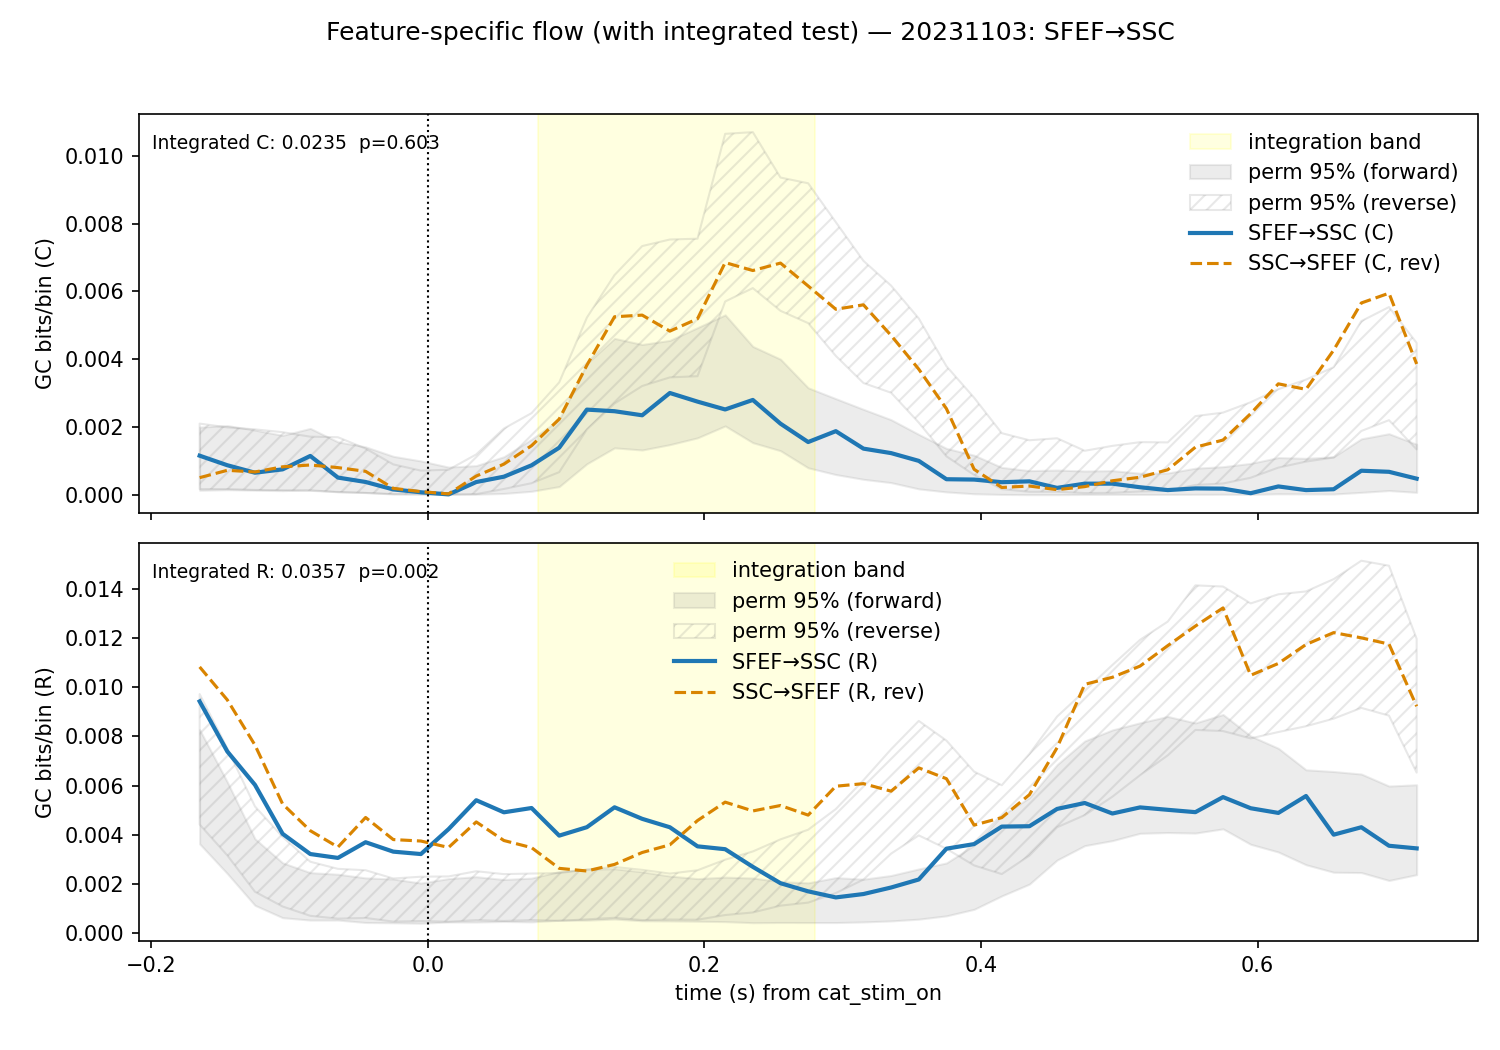 Feature-specific flow (with integrated test) — 20231103: SFEF→SSC
Integrated C: 0.0235  p=0.603
integration band
perm 95% (forward)
perm 95% (reverse)
SFEF→SSC (C)
SSC→SFEF (C, rev)
GC bits/bin (C)
0.010
0.008
0.006
0.004
0.002
0.000
Integrated R: 0.0357  p=0.002
integration band
perm 95% (forward)
perm 95% (reverse)
SFEF→SSC (R)
SSC→SFEF (R, rev)
GC bits/bin (R)
0.014
0.012
0.010
0.008
0.006
0.004
0.002
0.000
−0.2 0.0 0.2 0.4 0.6
time (s) from cat_stim_on